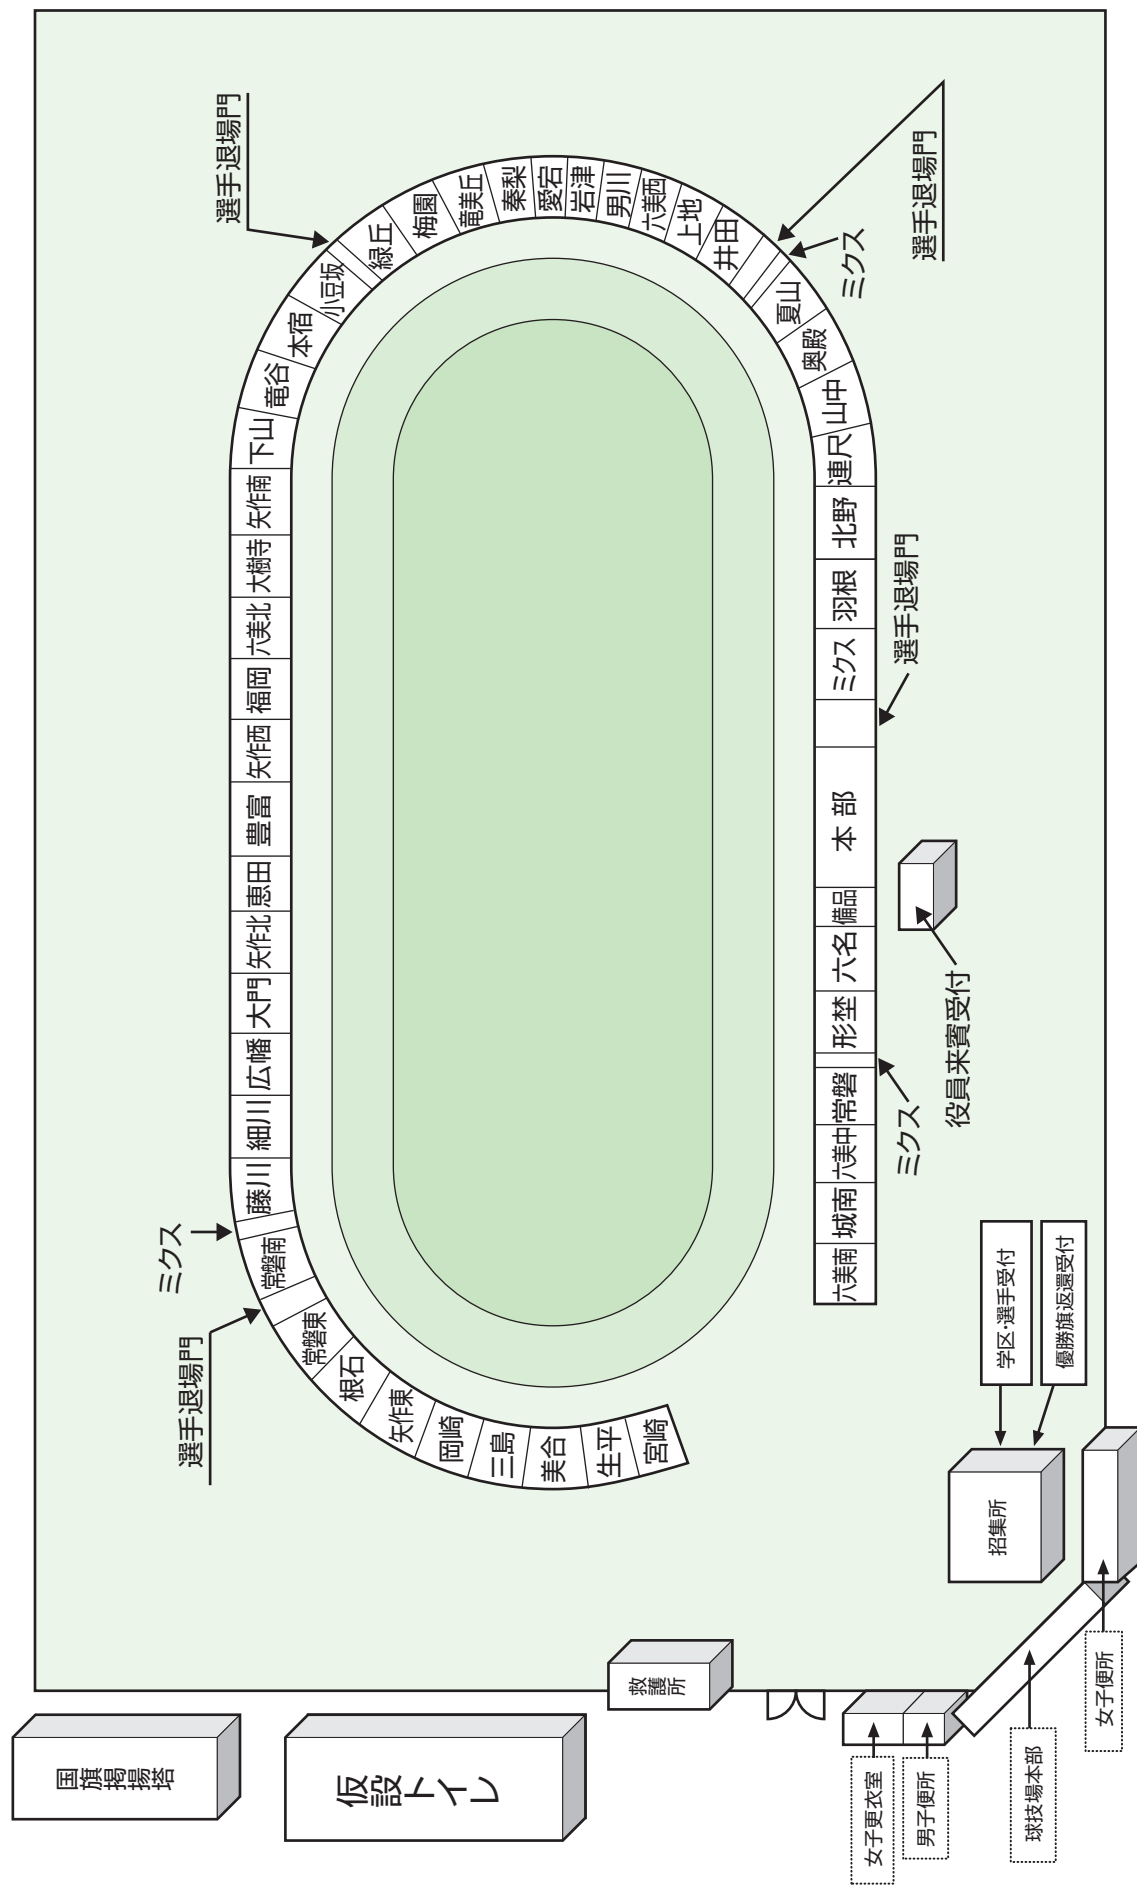 選手退場門
小豆坂
緑丘
梅園
竜美丘
秦梨
愛宕
岩津
男川
六美西
上地
井田
選手退場門
ミクス
夏山
奥殿
山中
連尺
北野
羽根
ミクス
選手退場門
本部
備品
六名
形埜
ミクス
常磐
六美中
城南
六美南
役員来賓受付
本宿
竜谷
下山
矢作南
大樹寺
六美北
福岡
矢作西
豊富
恵田
矢作北
大門
広幡
細川
藤川
ミクス
常磐南
選手退場門
常磐東
根石
矢作東
岡崎
三島
美合
生平
宮崎
学区・選手受付
優勝旗返還受付
招集所
女子便所
球技場本部
男子便所
女子更衣室
救護所
仮設トイレ
国旗掲揚塔